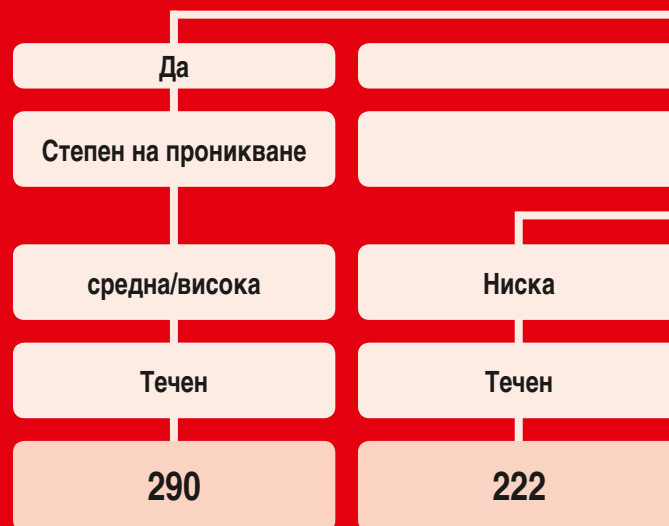 Да
Степен на проникване
средна/висока
Ниска
Течен
Течен
290
222